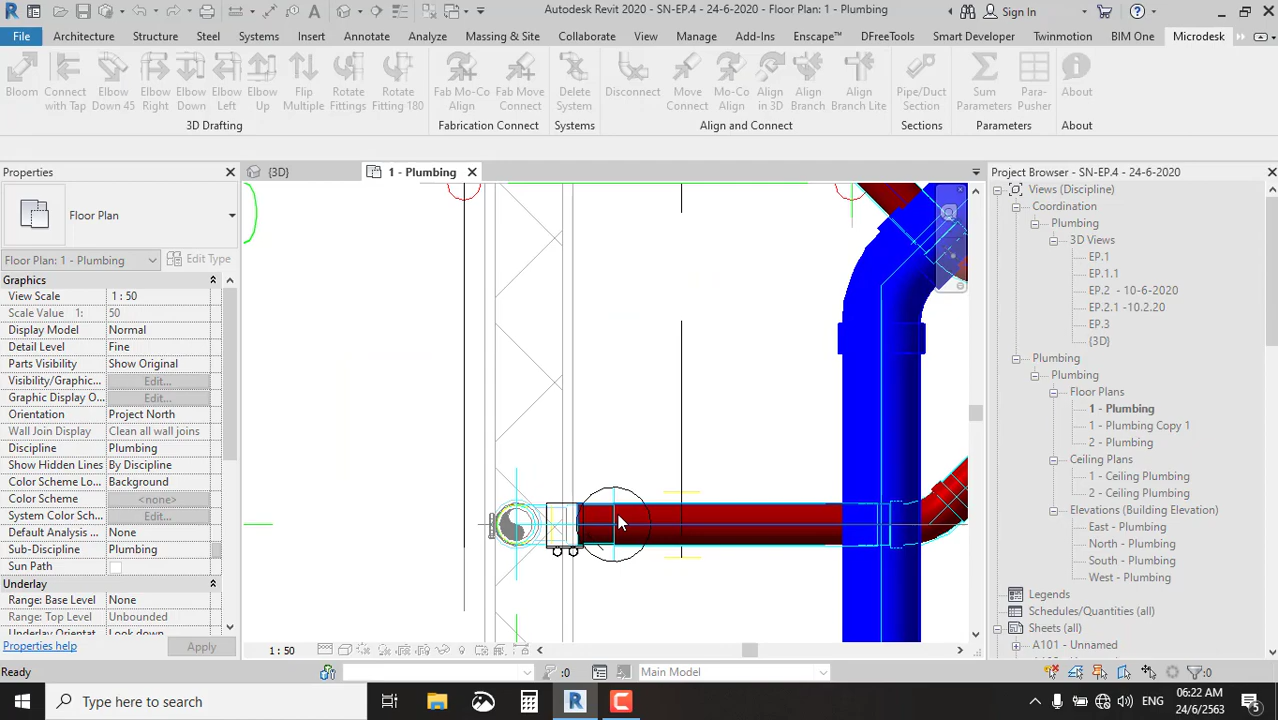 Autodesk Revit 2020 - SN-EP.4 - 24-6-2020 - Floor Plan: 1 - Plumbing
Sign In
File Architecture Structure Steel Systems Insert Annotate Analyze Massing & Site Collaborate View Manage Add-Ins Enscape™ DFreeTools Smart Developer Twinmotion BIM One Microdesk
Bloom Connect with Tap Elbow Down 45 Elbow Right Elbow Down Elbow Left Elbow Up Flip Multiple Rotate Fittings Rotate Fitting 180 Fab Mo-Co Align Fab Move Connect Delete System Disconnect Move Connect Mo-Co Align Align in 3D Align Branch Align Branch Lite Pipe/Duct Section Sum Parameters Para-Pusher About
3D Drafting Fabrication Connect Systems Align and Connect Sections Parameters About
Properties
{3D} 1 - Plumbing
Floor Plan
Floor Plan: 1 - Plumbing Edit Type
Graphics
View Scale 1 : 50
Scale Value 1: 50
Display Model Normal
Detail Level Fine
Parts Visibility Show Original
Visibility/Graphic... Edit...
Graphic Display O... Edit...
Orientation Project North
Wall Join Display Clean all wall joins
Discipline Plumbing
Show Hidden Lines By Discipline
Color Scheme Lo... Background
Color Scheme <none>
System Color Sch... Edit...
Default Analysis ... None
Sub-Discipline Plumbing
Sun Path
Underlay
Range: Base Level None
Range: Top Level Unbounded
Underlay Orientat... Look down
Properties help Apply
Project Browser - SN-EP.4 - 24-6-2020
Views (Discipline)
Coordination
Plumbing
3D Views
EP.1
EP.1.1
EP.2 - 10-6-2020
EP.2.1 -10.2.20
EP.3
{3D}
Plumbing
Plumbing
Floor Plans
1 - Plumbing
1 - Plumbing Copy 1
2 - Plumbing
Ceiling Plans
1 - Ceiling Plumbing
2 - Ceiling Plumbing
Elevations (Building Elevation)
East - Plumbing
North - Plumbing
South - Plumbing
West - Plumbing
Legends
Schedules/Quantities (all)
Sheets (all)
A101 - Unnamed
1 : 50
Ready
:0 Main Model :0
Type here to search
ENG
06:22 AM
24/6/2563
5